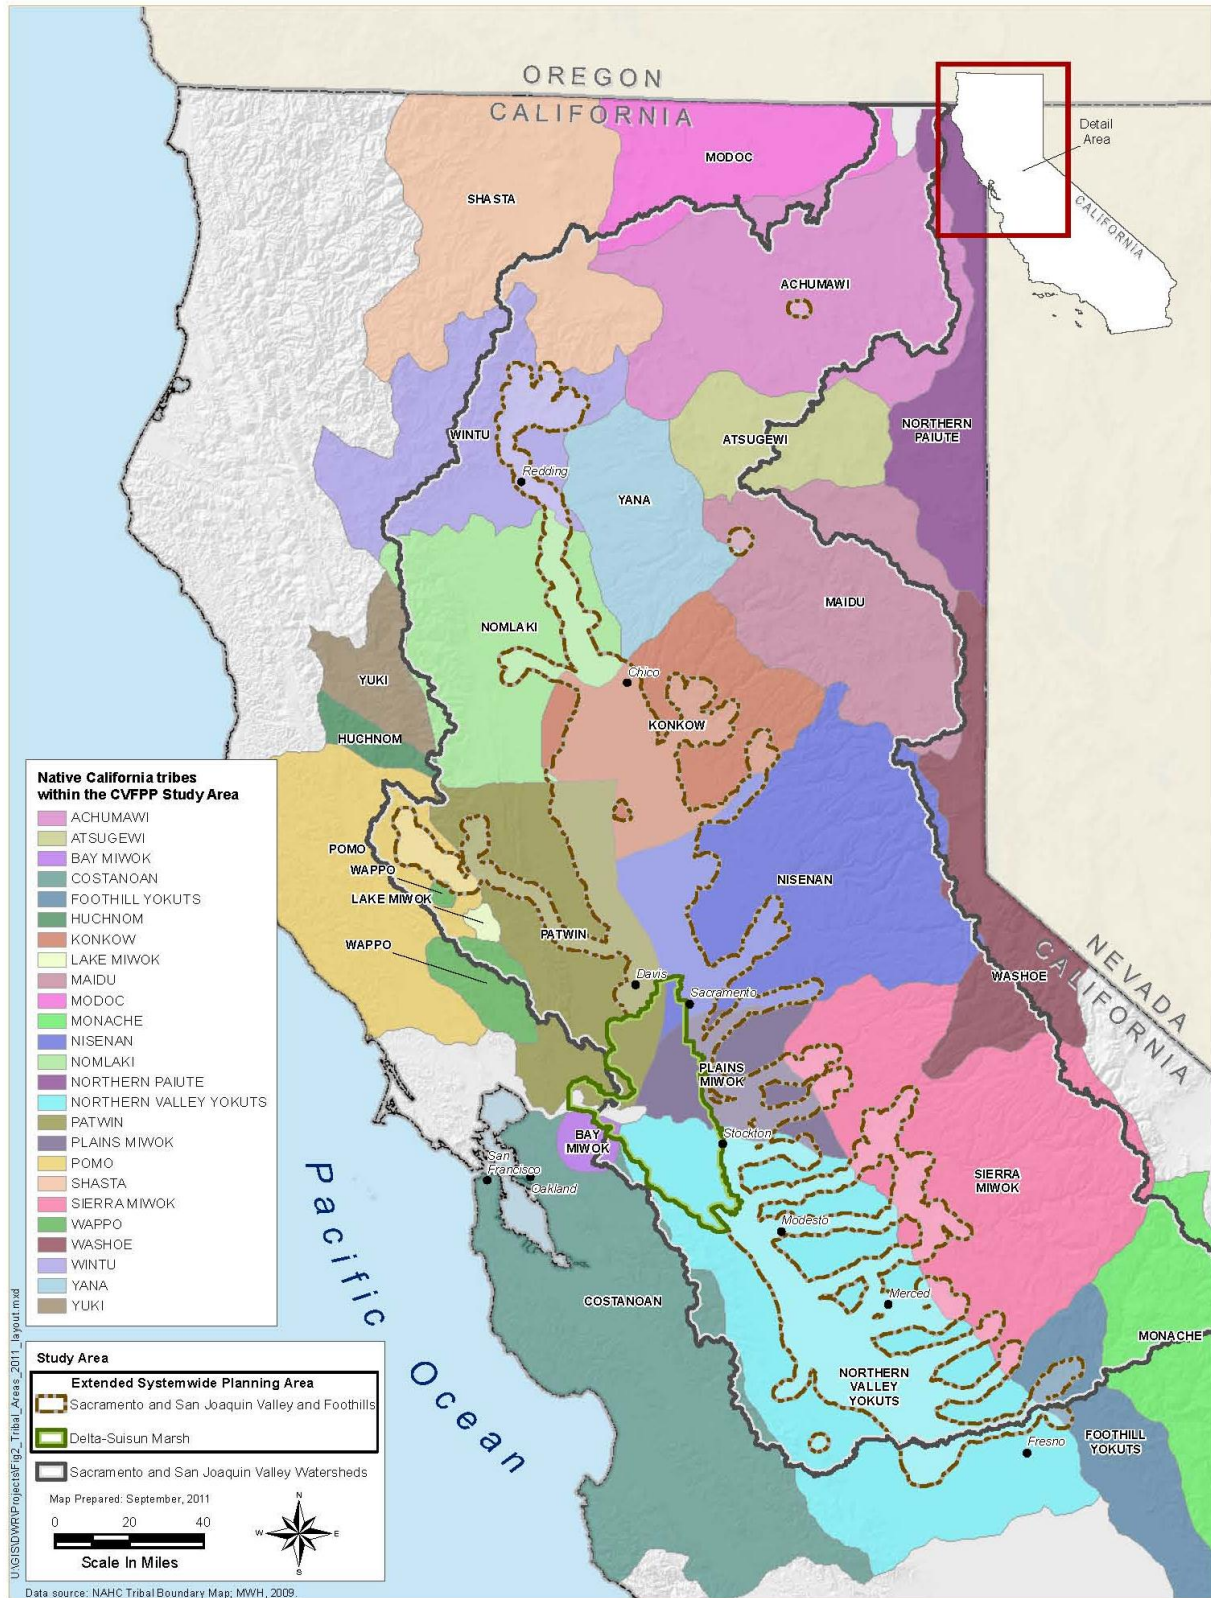 OREGON
CALIFORNIA
Detail
Area
CALIFORNIA
MODOC
SHASTA
ACHUMAWI
WINTU
ATSUGEWI
NORTHERN
PAIUTE
Redding
YANA
MAIDU
NOMLAKI
YUKI
Chico
KONKOW
HUCHNOM
POMO
WAPPO
LAKE MIWOK
WAPPO
PATWIN
NISENAN
Davis
Sacramento
WASHOE
NEVADA
CALIFORNIA
PLAINS
MIWOK
BAY
MIWOK
Stockton
SIERRA
MIWOK
San
Francisco
Oakland
Modesto
Merced
COSTANOAN
MONACHE
NORTHERN
VALLEY
YOKUTS
FOOTHILL
YOKUTS
Fresno
Pacific Ocean
Native California tribes
within the CVFPP Study Area
ACHUMAWI
ATSUGEWI
BAY MIWOK
COSTANOAN
FOOTHILL YOKUTS
HUCHNOM
KONKOW
LAKE MIWOK
MAIDU
MODOC
MONACHE
NISENAN
NOMLAKI
NORTHERN PAIUTE
NORTHERN VALLEY YOKUTS
PATWIN
PLAINS MIWOK
POMO
SHASTA
SIERRA MIWOK
WAPPO
WASHOE
WINTU
YANA
YUKI
Study Area
Extended Systemwide Planning Area
Sacramento and San Joaquin Valley and Foothills
Delta-Suisun Marsh
Sacramento and San Joaquin Valley Watersheds
Map Prepared: September, 2011
0 20 40
Scale In Miles
N
W E
S
U:\GIS\DWR\Projects\Fig2_Tribal_Areas_2011_layout.mxd
Data source: NAHC Tribal Boundary Map; MWH, 2009.